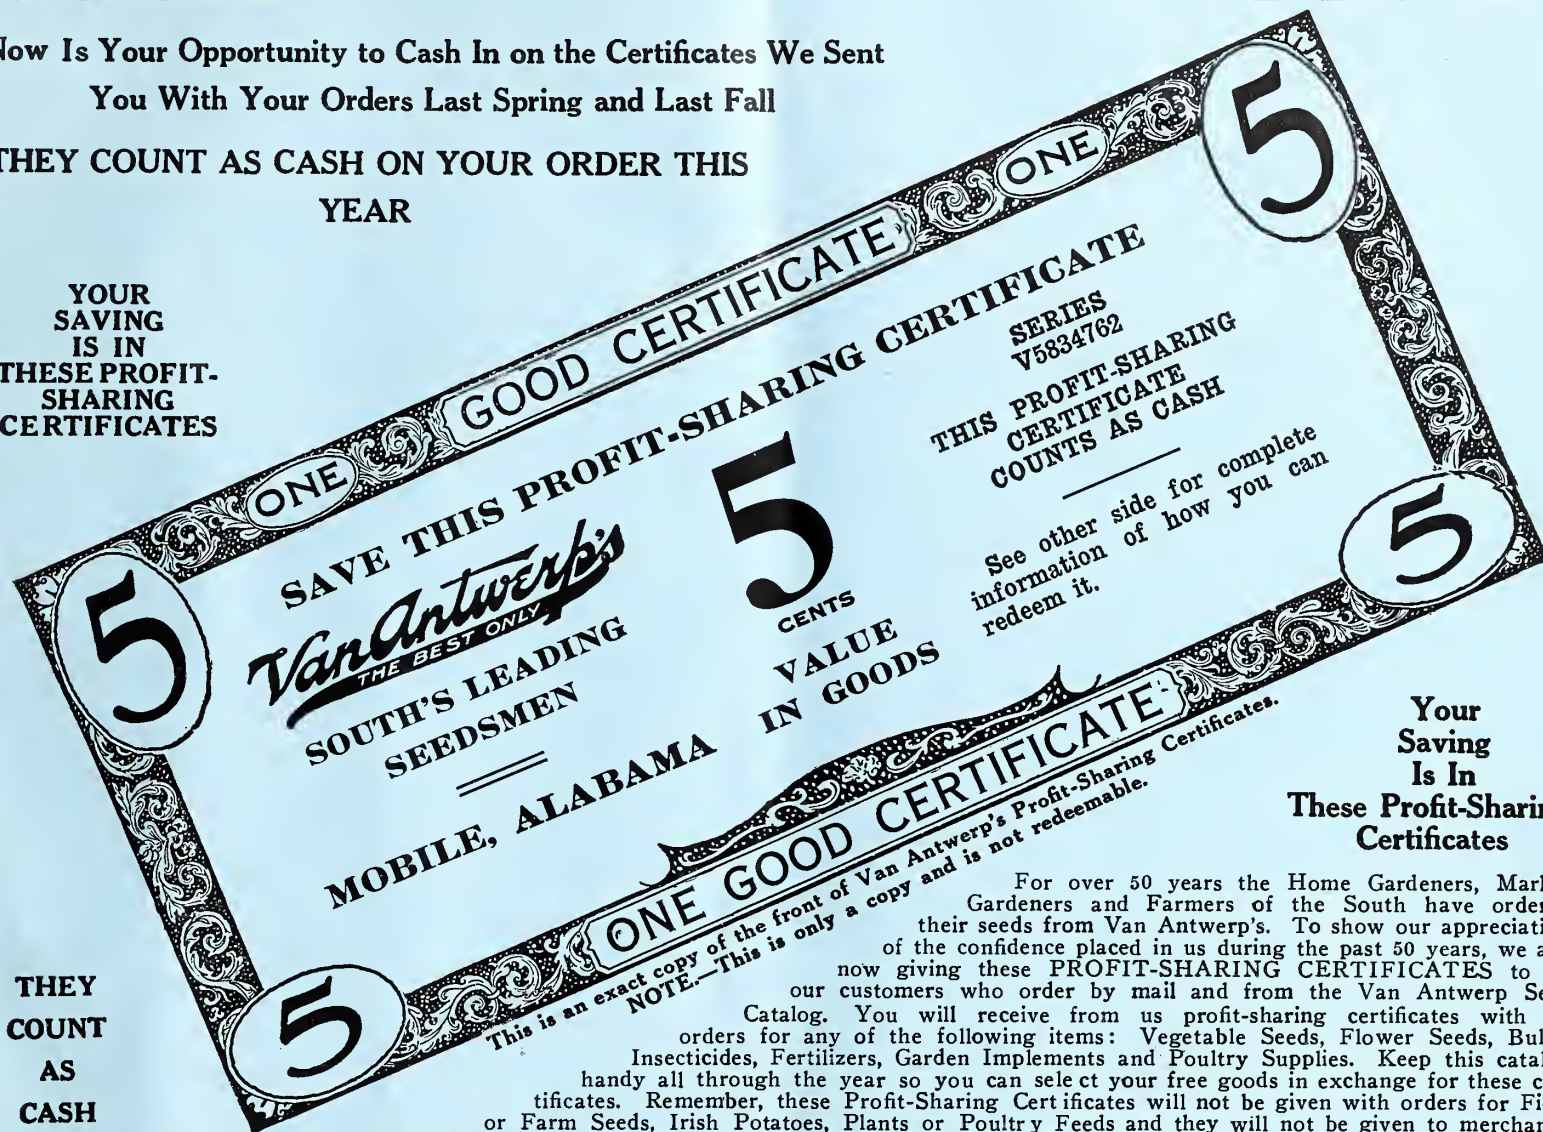 Now Is Your Opportunity to Cash In on the Certificates We Sent
You With Your Orders Last Spring and Last Fall
THEY COUNT AS CASH ON YOUR ORDER THIS
YEAR
YOUR
SAVING
IS IN
THESE PROFIT-
SHARING
CERTIFICATES
5
ONE
GOOD CERTIFICATE
ONE
5
SAVE THIS PROFIT-SHARING CERTIFICATE
Van Antwerp's
THE BEST ONLY
SOUTH'S LEADING
SEEDSMEN
MOBILE, ALABAMA
5
CENTS
VALUE
IN GOODS
SERIES
V5834762
THIS PROFIT-SHARING
CERTIFICATE
COUNTS AS CASH
See other side for complete
information of how you can
redeem it.
5
ONE GOOD CERTIFICATE
5
This is an exact copy of the front of Van Antwerp's Profit-Sharing Certificates.
NOTE.—This is only a copy and is not redeemable.
THEY
COUNT
AS
CASH
Your
Saving
Is In
These Profit-Sharin
Certificates
For over 50 years the Home Gardeners, Mark
Gardeners and Farmers of the South have order
their seeds from Van Antwerp's. To show our appreciati
of the confidence placed in us during the past 50 years, we a
now giving these PROFIT-SHARING CERTIFICATES to
our customers who order by mail and from the Van Antwerp Se
Catalog. You will receive from us profit-sharing certificates with
orders for any of the following items: Vegetable Seeds, Flower Seeds, Bul
Insecticides, Fertilizers, Garden Implements and Poultry Supplies. Keep this catal
handy all through the year so you can sele ct your free goods in exchange for these c
tificates. Remember, these Profit-Sharing Cert ificates will not be given with orders for Fi
or Farm Seeds, Irish Potatoes, Plants or Poultr y Feeds and they will not be given to merchan